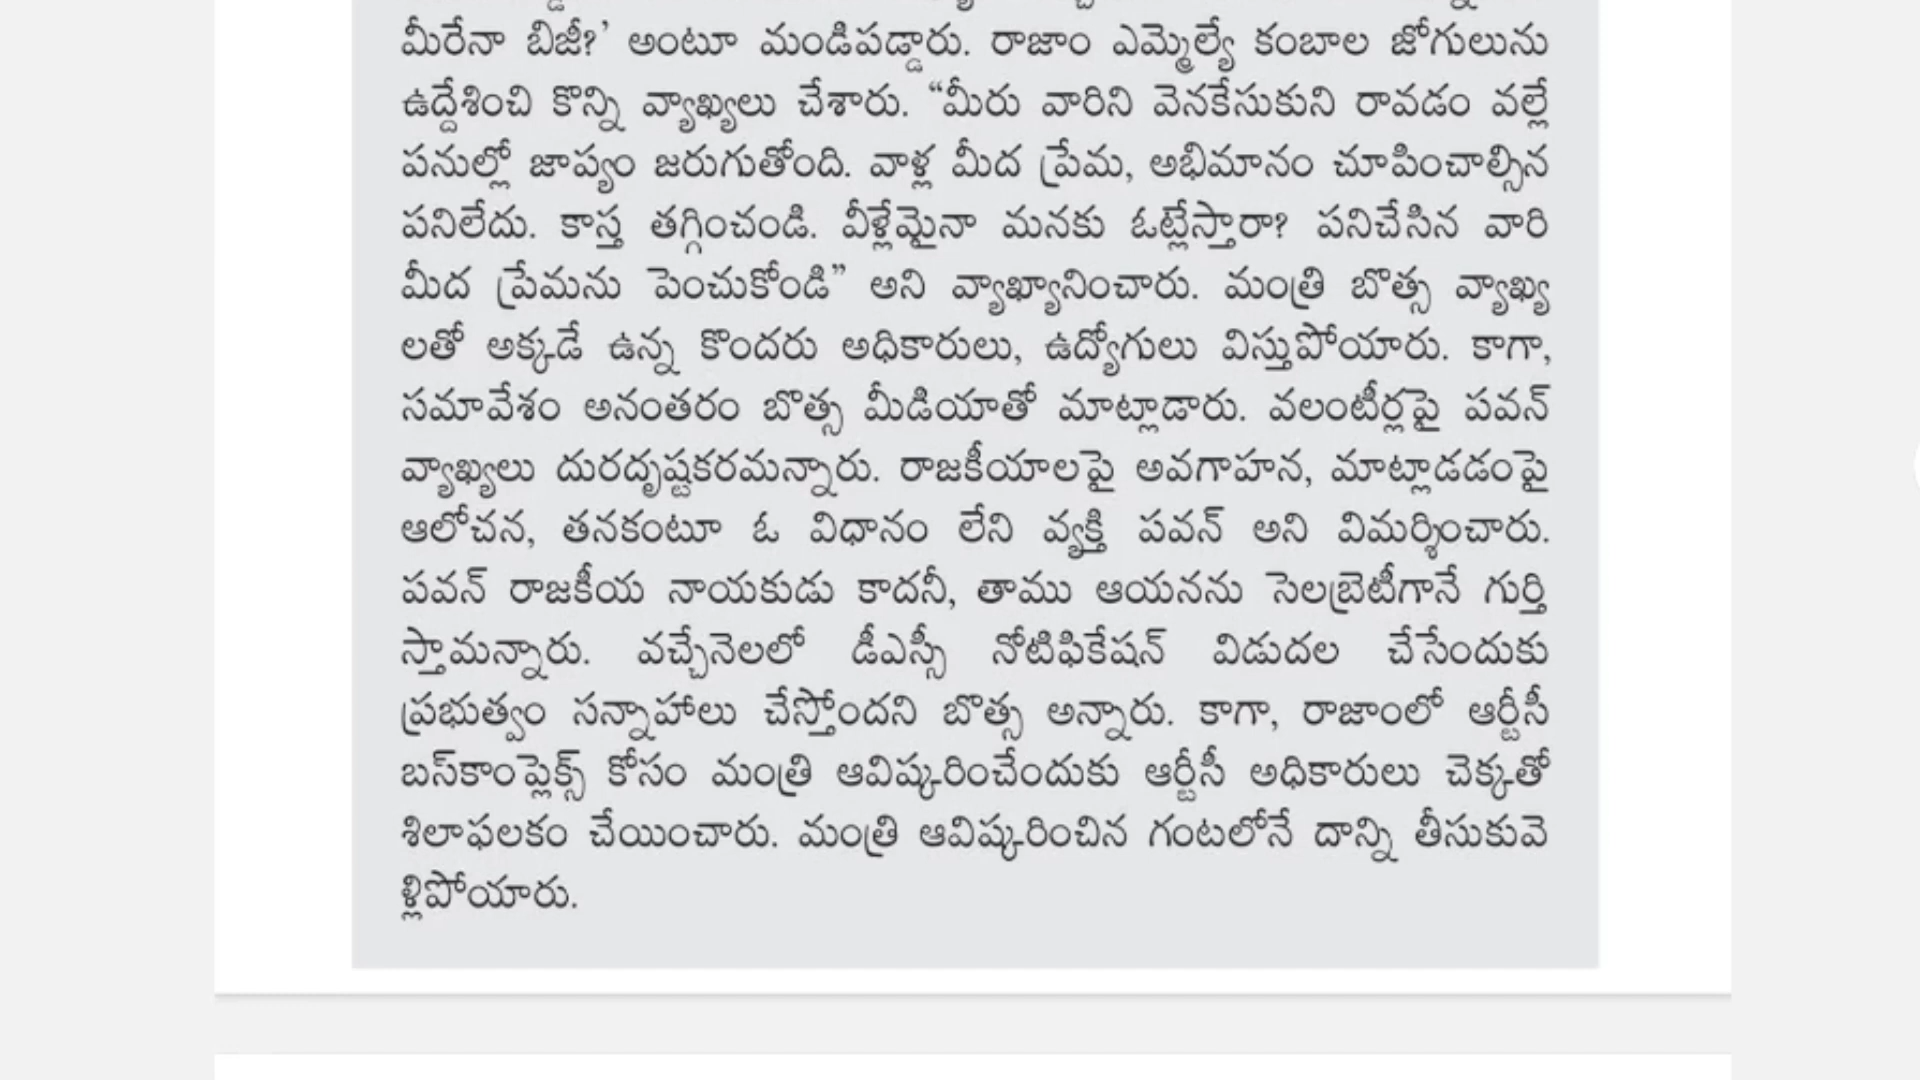 మీరేనా బిజీ?’ అంటూ మండిపడ్డారు. రాజాం ఎమ్మెల్యే కంబాల జోగులును
ఉద్దేశించి కొన్ని వ్యాఖ్యలు చేశారు. “మీరు వారిని వెనకేసుకుని రావడం వల్లే
పనుల్లో జాప్యం జరుగుతోంది. వాళ్ల మీద ప్రేమ, అభిమానం చూపించాల్సిన
పనిలేదు. కాస్త తగ్గించండి. వీళ్లేమైనా మనకు ఓట్లేస్తారా? పనిచేసిన వారి
మీద ప్రేమను పెంచుకోండి” అని వ్యాఖ్యానించారు. మంత్రి బొత్స వ్యాఖ్య
లతో అక్కడే ఉన్న కొందరు అధికారులు, ఉద్యోగులు విస్తుపోయారు. కాగా,
సమావేశం అనంతరం బొత్స మీడియాతో మాట్లాడారు. వలంటీర్లపై పవన్
వ్యాఖ్యలు దురదృష్టకరమన్నారు. రాజకీయాలపై అవగాహన, మాట్లాడడంపై
ఆలోచన, తనకంటూ ఓ విధానం లేని వ్యక్తి పవన్ అని విమర్శించారు.
పవన్ రాజకీయ నాయకుడు కాదనీ, తాము ఆయనను సెలబ్రెటీగానే గుర్తి
స్తామన్నారు. వచ్చేనెలలో డీఎస్సీ నోటిఫికేషన్ విడుదల చేసేందుకు
ప్రభుత్వం సన్నాహాలు చేస్తోందని బొత్స అన్నారు. కాగా, రాజాంలో ఆర్టీసీ
బస్‌కాంప్లెక్స్ కోసం మంత్రి ఆవిష్కరించేందుకు ఆర్టీసీ అధికారులు చెక్కతో
శిలాఫలకం చేయించారు. మంత్రి ఆవిష్కరించిన గంటలోనే దాన్ని తీసుకువె
ళ్లిపోయారు.